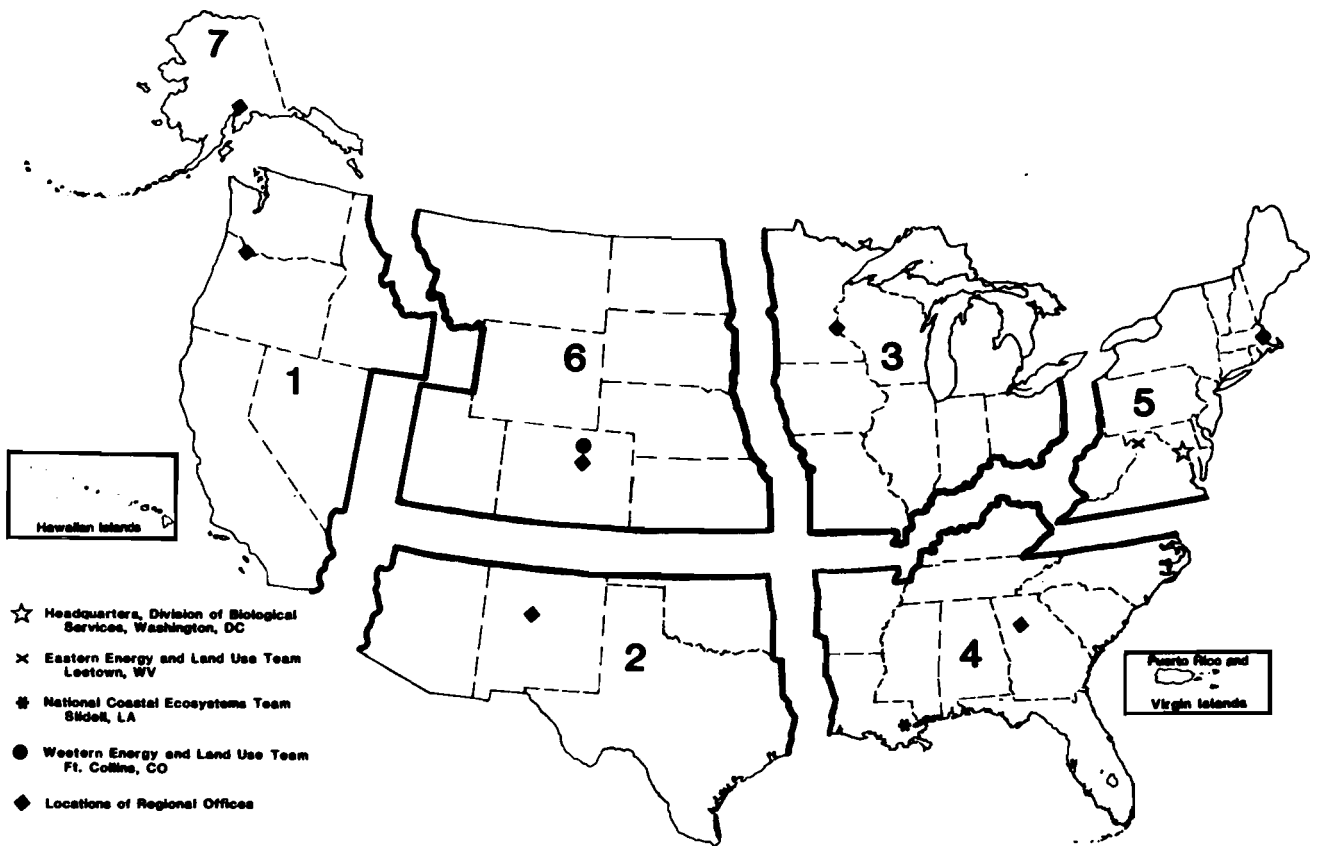 7
6
3
1
5
Hawaiian Islands
☆ Headquarters, Division of Biological
Services, Washington, DC
× Eastern Energy and Land Use Team
Leetown, WV
2
4
Puerto Rico and
Virgin Islands
* National Coastal Ecosystems Team
Slidell, LA
● Western Energy and Land Use Team
Ft. Collins, CO
◆ Locations of Regional Offices